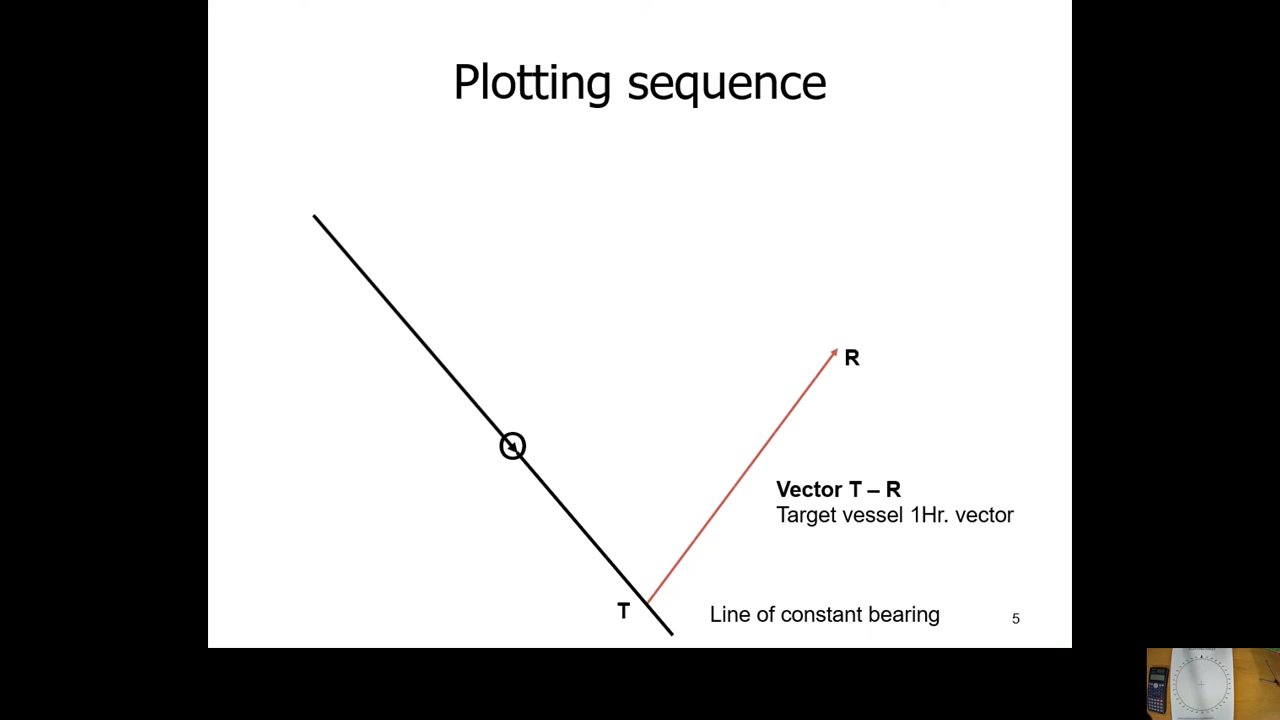 Plotting sequence
R
Vector T – R
Target vessel 1Hr. vector
T
Line of constant bearing
5